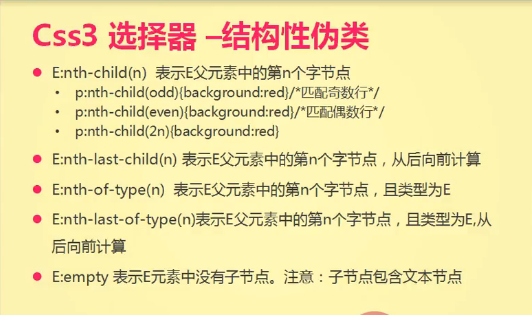 Css3 选择器 –结构性伪类
E:nth-child(n) 表示E父元素中的第n个字节点
p:nth-child(odd){background:red}/*匹配奇数行*/
p:nth-child(even){background:red}/*匹配偶数行*/
p:nth-child(2n){background:red}
E:nth-last-child(n) 表示E父元素中的第n个字节点，从后向前计算
E:nth-of-type(n) 表示E父元素中的第n个字节点，且类型为E
E:nth-last-of-type(n)表示E父元素中的第n个字节点，且类型为E,从
后向前计算
E:empty 表示E元素中没有子节点。注意：子节点包含文本节点